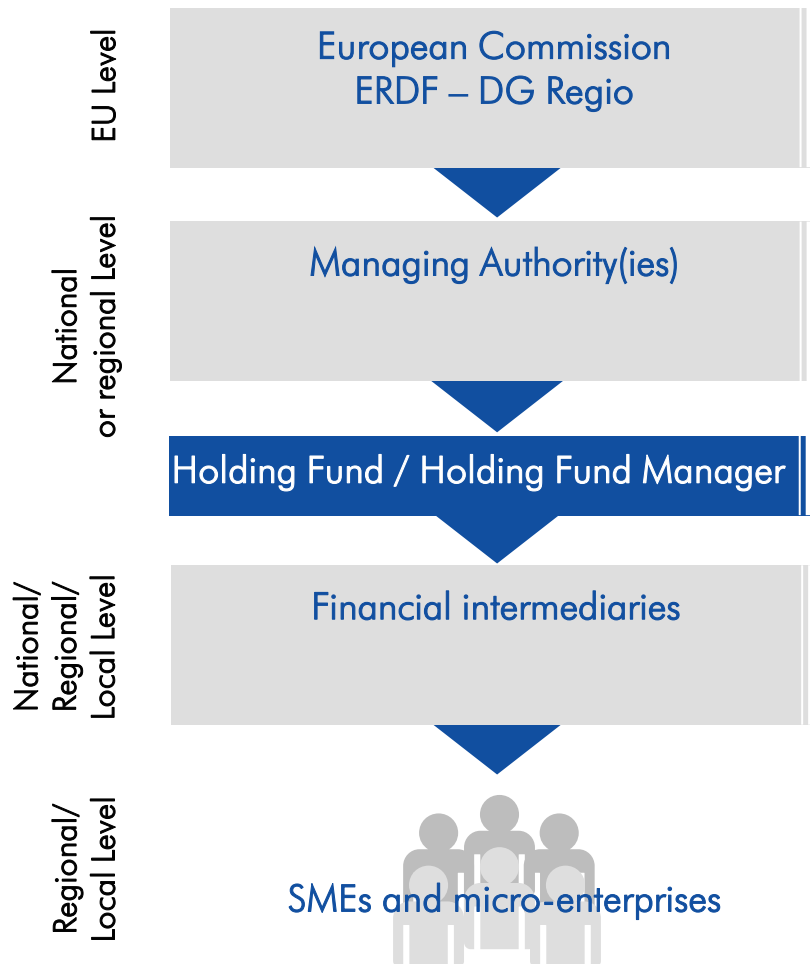 EU Level
European Commission
ERDF – DG Regio
National
or regional Level
Managing Authority(ies)
Holding Fund / Holding Fund Manager
National/
Regional/
Local Level
Financial intermediaries
Regional/
Local Level
SMEs and micro-enterprises